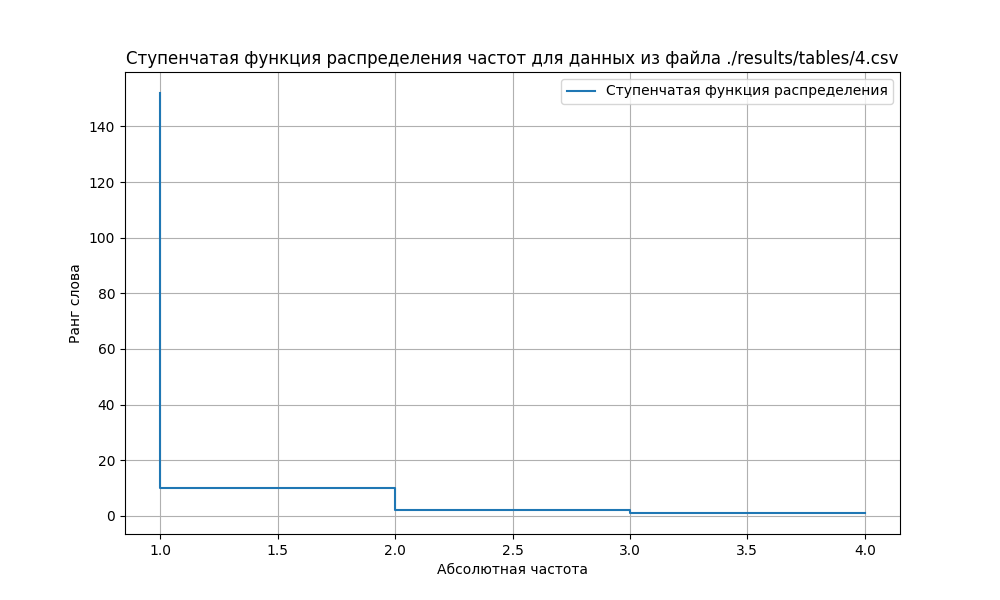 Ступенчатая функция распределения частот для данных из файла ./results/tables/4.csv
Ступенчатая функция распределения
140
120
100
80
60
40
20
0
Ранг слова
1.0 1.5 2.0 2.5 3.0 3.5 4.0
Абсолютная частота